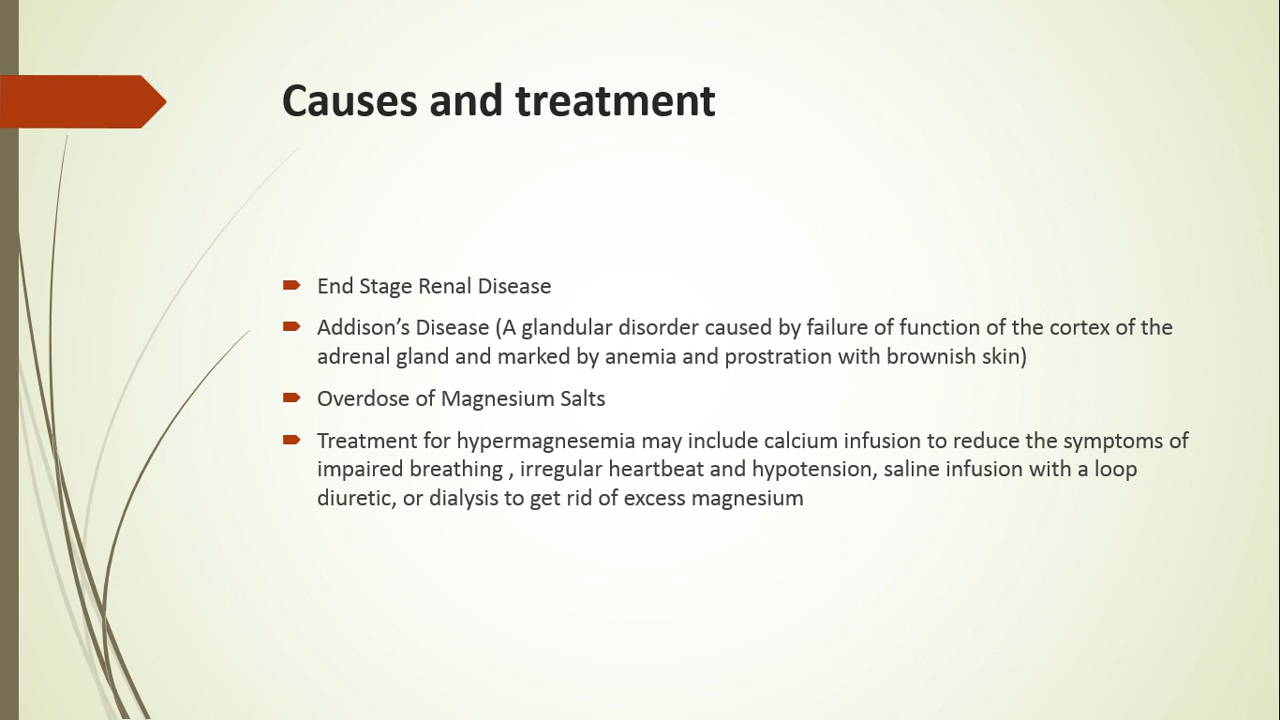 Causes and treatment
End Stage Renal Disease
Addison’s Disease (A glandular disorder caused by failure of function of the cortex of the
adrenal gland and marked by anemia and prostration with brownish skin)
Overdose of Magnesium Salts
Treatment for hypermagnesemia may include calcium infusion to reduce the symptoms of
impaired breathing , irregular heartbeat and hypotension, saline infusion with a loop
diuretic, or dialysis to get rid of excess magnesium